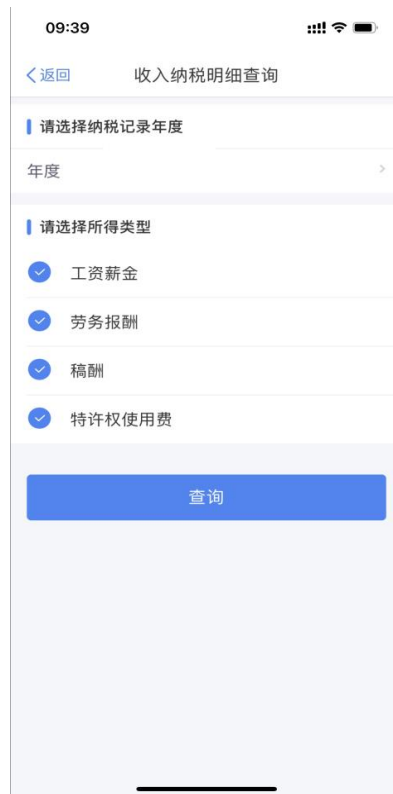 09:39
返回 收入纳税明细查询
请选择纳税记录年度
年度
请选择所得类型
工资薪金
劳务报酬
稿酬
特许权使用费
查询